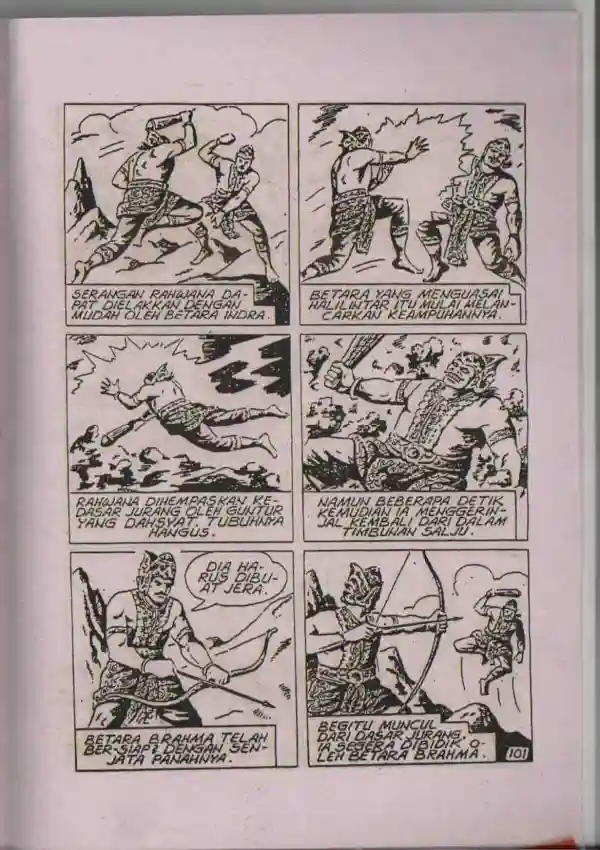 SERANGAN RAHWANA DA-
PAT DIELAKKAN DENGAN
MUDAH OLEH BETARA INDRA.
BETARA YANG MENGUASAI
HALILINTAR ITU MULAI MELAN-
CARKAN KEAMPUHANNYA.
RAHWANA DIHEMPASKAN KE-
DASAR JURANG OLEH GUNTUR
YANG DAHSYAT. TUBUHNYA
HANGUS.
NAMUN BEBERAPA DETIK
KEMUDIAN IA MENGGERIN-
JAL KEMBALI DARI DALAM
TIMBUNAN SALJU.
DIA HA-
RUS DIBU-
AT JERA.
BETARA BRAHMA TELAH
BER-SIAP2 DENGAN SEN-
JATA PANAHNYA.
BEGITU MUNCUL
DARI DASAR JURANG,
IA SEGERA DIBIDIK O-
LEH BETARA BRAHMA.
101